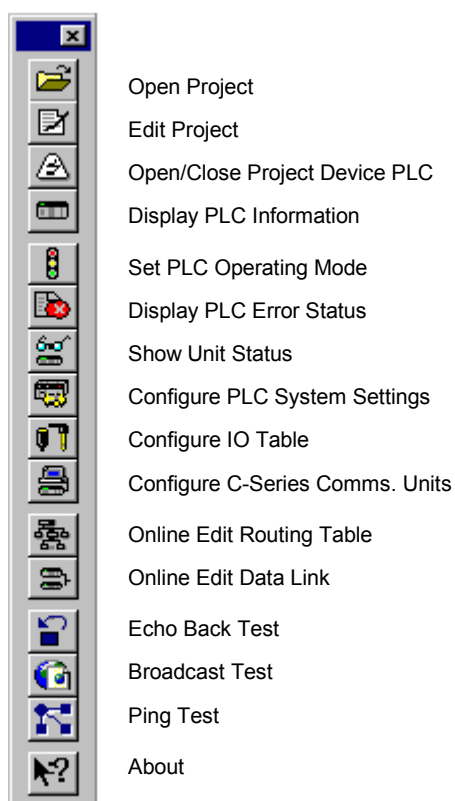 Open Project
Edit Project
Open/Close Project Device PLC
Display PLC Information
Set PLC Operating Mode
Display PLC Error Status
Show Unit Status
Configure PLC System Settings
Configure IO Table
Configure C-Series Comms. Units
Online Edit Routing Table
Online Edit Data Link
Echo Back Test
Broadcast Test
Ping Test
About